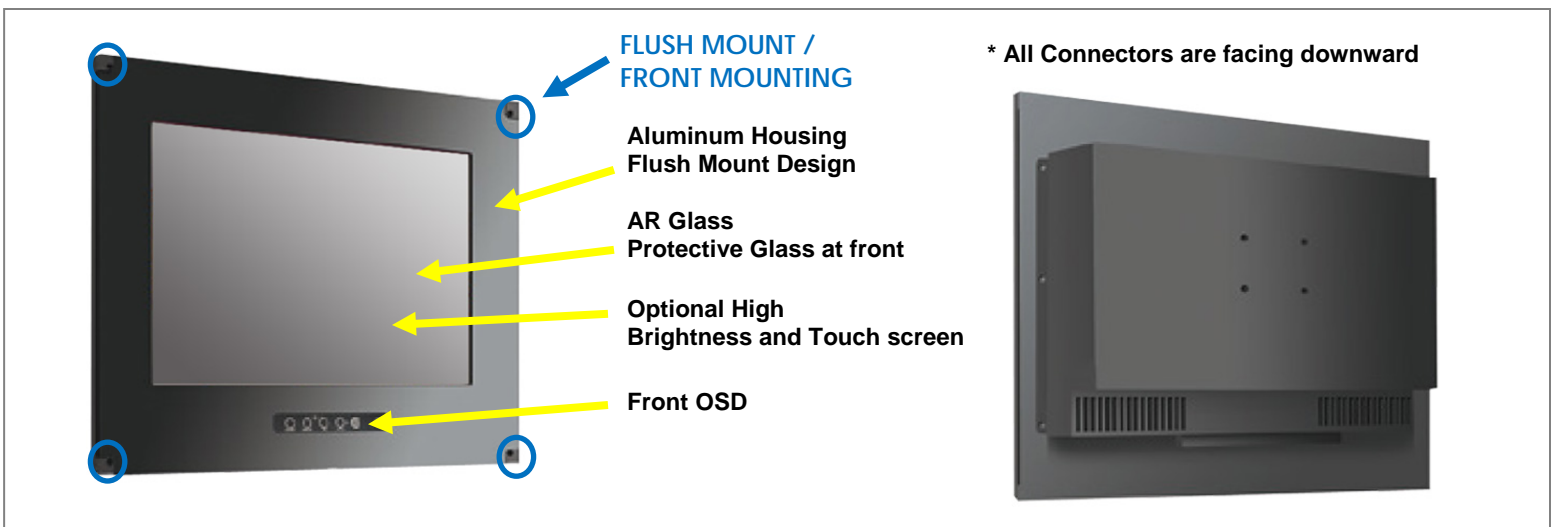 FLUSH MOUNT /
FRONT MOUNTING
* All Connectors are facing downward
Aluminum Housing
Flush Mount Design
AR Glass
Protective Glass at front
Optional High
Brightness and Touch screen
Front OSD